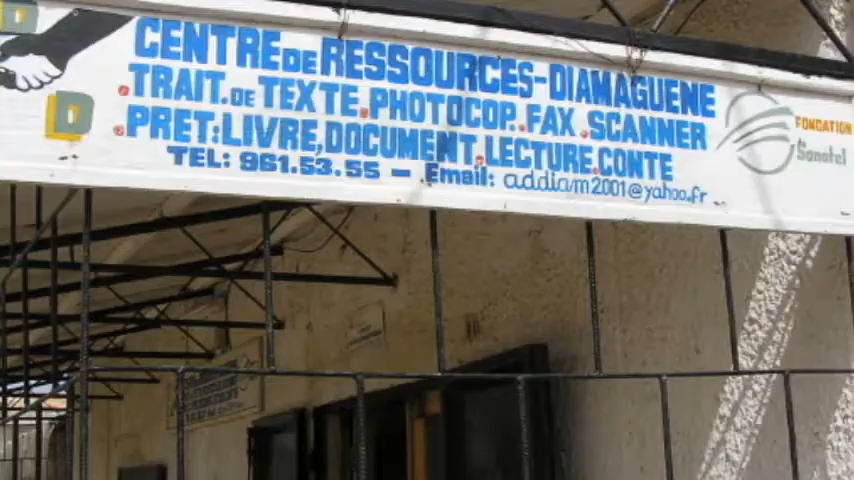 CENTRE DE RESSOURCES-DIAMAGUENE
.TRAIT. DE TEXTE.PHOTOCOP..FAX.SCANNER
.PRET:LIVRE,DOCUMENT,.LECTURE.CONTE
TEL: 961.53.55 - Email: addiam2001@yahoo.fr
D
D
FONDATION
Sonatel